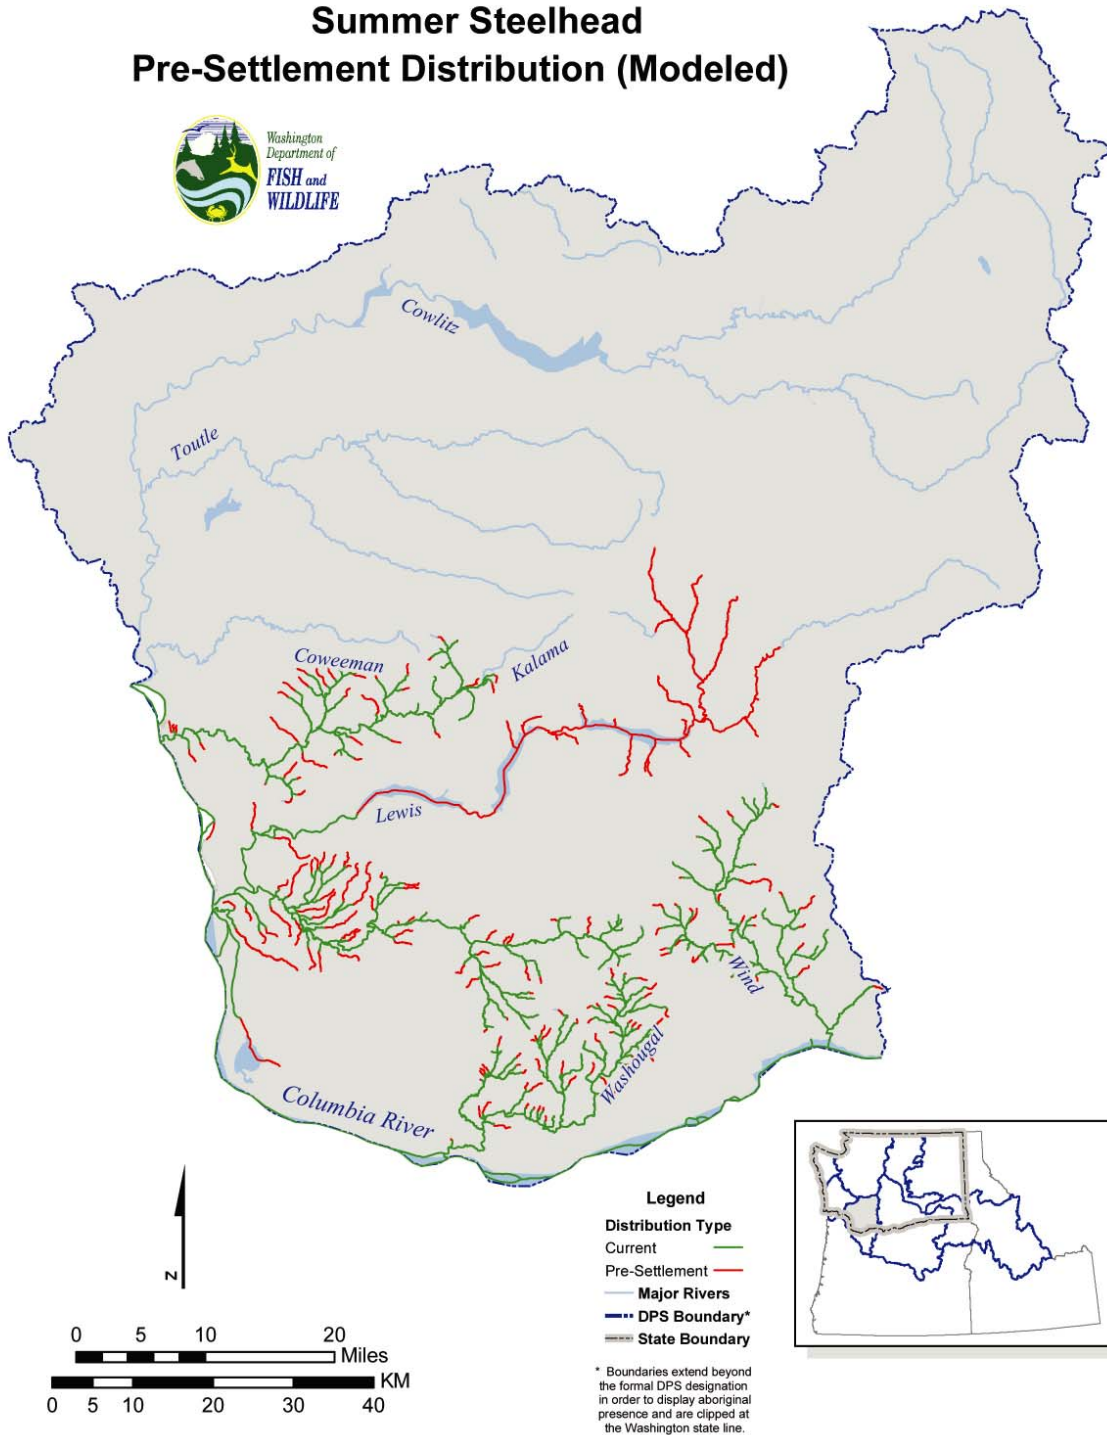 Summer Steelhead
Pre-Settlement Distribution (Modeled)
Washington
Department of
FISH and
WILDLIFE
Cowlitz
Toutle
Coweeman
Kalama
Lewis
Wind
Washougal
Columbia River
N
0 5 10 20
Miles
KM
0 5 10 20 30 40
Legend
Distribution Type
Current
Pre-Settlement
Major Rivers
DPS Boundary*
State Boundary
* Boundaries extend beyond
the formal DPS designation
in order to display aboriginal
presence and are clipped at
the Washington state line.